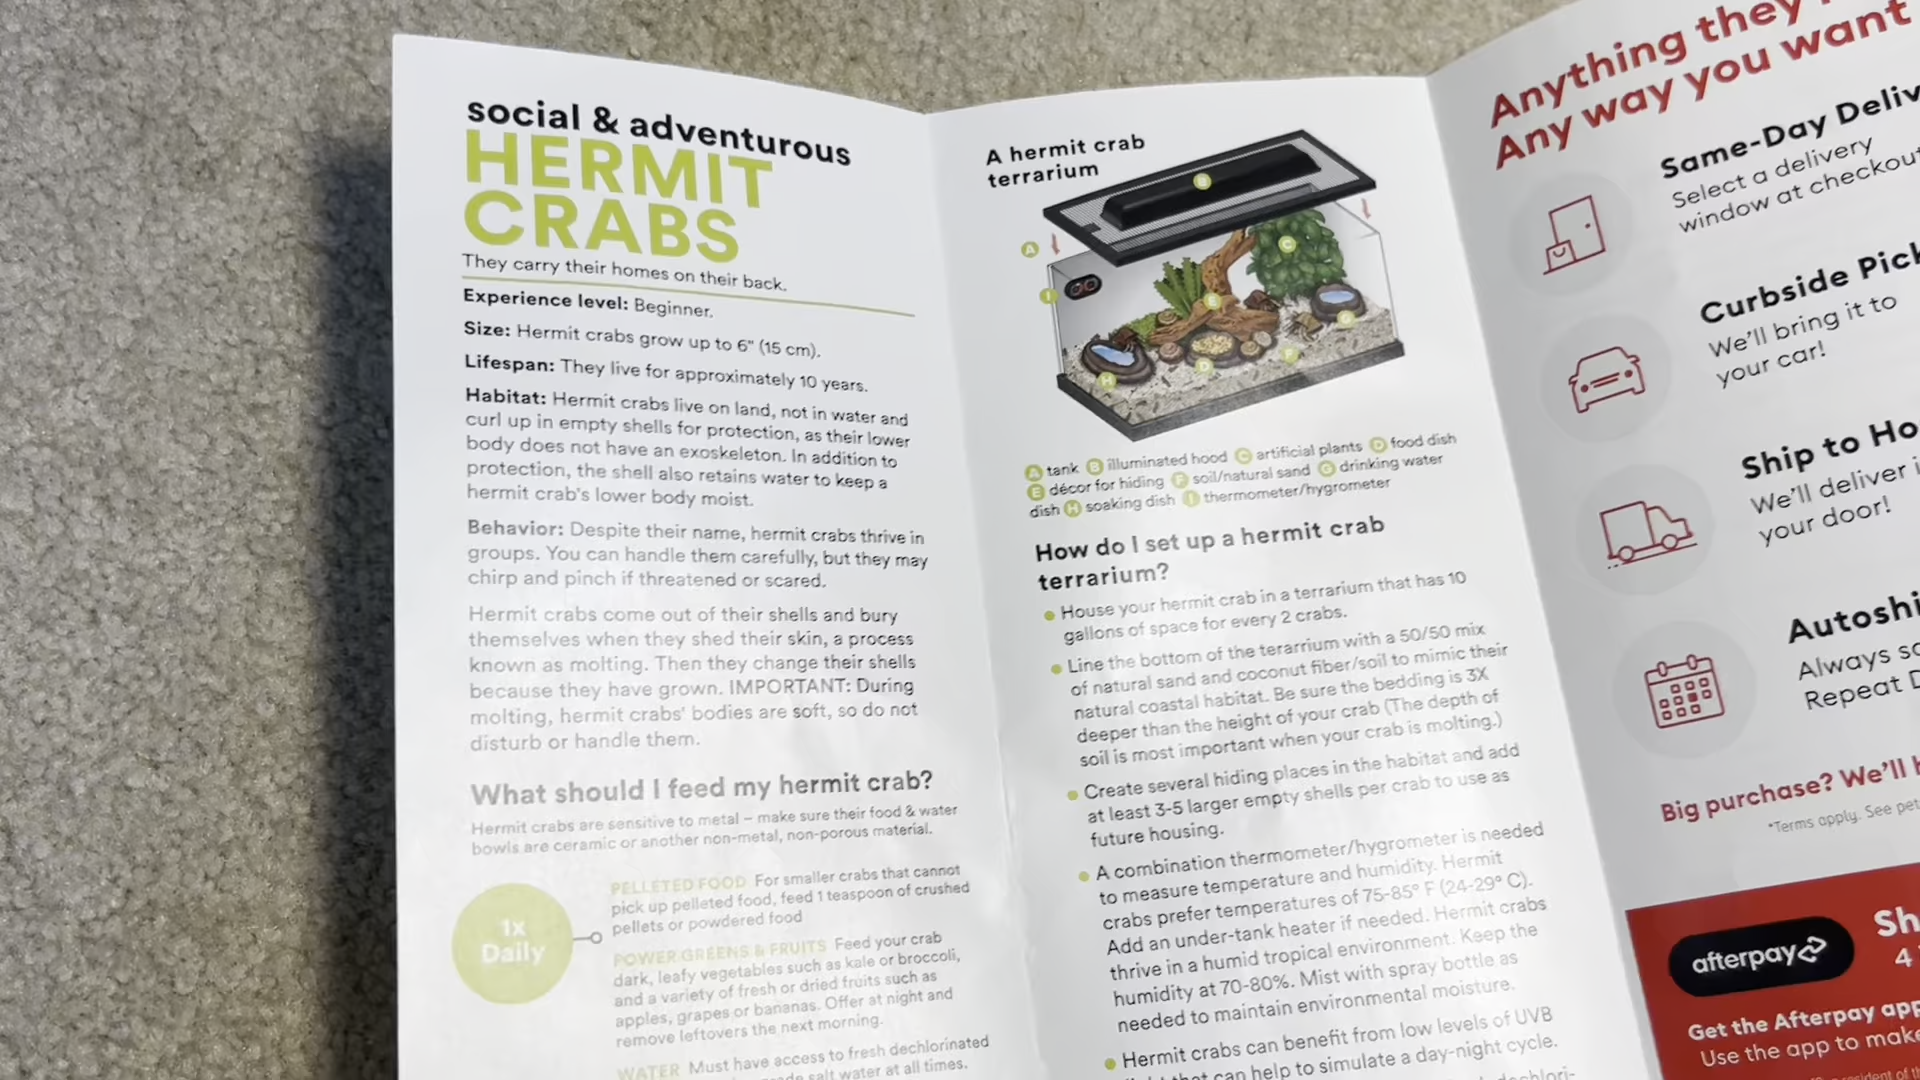 social & adventurous
HERMIT
CRABS
They carry their homes on their back.
Experience level: Beginner.
Size: Hermit crabs grow up to 6" (15 cm).
Lifespan: They live for approximately 10 years.
Habitat: Hermit crabs live on land, not in water and
curl up in empty shells for protection, as their lower
body does not have an exoskeleton. In addition to
protection, the shell also retains water to keep a
hermit crab's lower body moist.
Behavior: Despite their name, hermit crabs thrive in
groups. You can handle them carefully, but they may
chirp and pinch if threatened or scared.
Hermit crabs come out of their shells and bury
themselves when they shed their skin, a process
known as molting. Then they change their shells
because they have grown. IMPORTANT: During
molting, hermit crabs' bodies are soft, so do not
disturb or handle them.
What should I feed my hermit crab?
Hermit crabs are sensitive to metal – make sure their food & water
bowls are ceramic or another non-metal, non-porous material.
1x
Daily
PELLETED FOOD For smaller crabs that cannot
pick up pelleted food, feed 1 teaspoon of crushed
pellets or powdered food
POWER GREENS & FRUITS Feed your crab
dark, leafy vegetables such as kale or broccoli,
and a variety of fresh or dried fruits such as
apples, grapes or bananas. Offer at night and
remove leftovers the next morning.
WATER Must have access to fresh dechlorinated
salt water at all times.
A hermit crab
terrarium
A
B
C
I
E
G
D
F
H
A tank B illuminated hood C artificial plants D food dish
E décor for hiding F soil/natural sand G drinking water
dish H soaking dish I thermometer/hygrometer
How do I set up a hermit crab
terrarium?
• House your hermit crab in a terrarium that has 10
gallons of space for every 2 crabs.
• Line the bottom of the terarrium with a 50/50 mix
of natural sand and coconut fiber/soil to mimic their
natural coastal habitat. Be sure the bedding is 3X
deeper than the height of your crab (The depth of
soil is most important when your crab is molting.)
• Create several hiding places in the habitat and add
at least 3-5 larger empty shells per crab to use as
future housing.
• A combination thermometer/hygrometer is needed
to measure temperature and humidity. Hermit
crabs prefer temperatures of 75-85° F (24-29° C).
Add an under-tank heater if needed. Hermit crabs
thrive in a humid tropical environment. Keep the
humidity at 70-80%. Mist with spray bottle as
needed to maintain environmental moisture.
• Hermit crabs can benefit from low levels of UVB
that can help to simulate a day-night cycle.
Anything they
Any way you want
Same-Day Deliv
Select a delivery
window at checkout
Curbside Pick
We'll bring it to
your car!
Ship to Ho
We'll deliver i
your door!
Autoshi
Always so
Repeat D
Big purchase? We'll h
*Terms apply. See pet
afterpay
Sh
4
Get the Afterpay app
Use the app to make